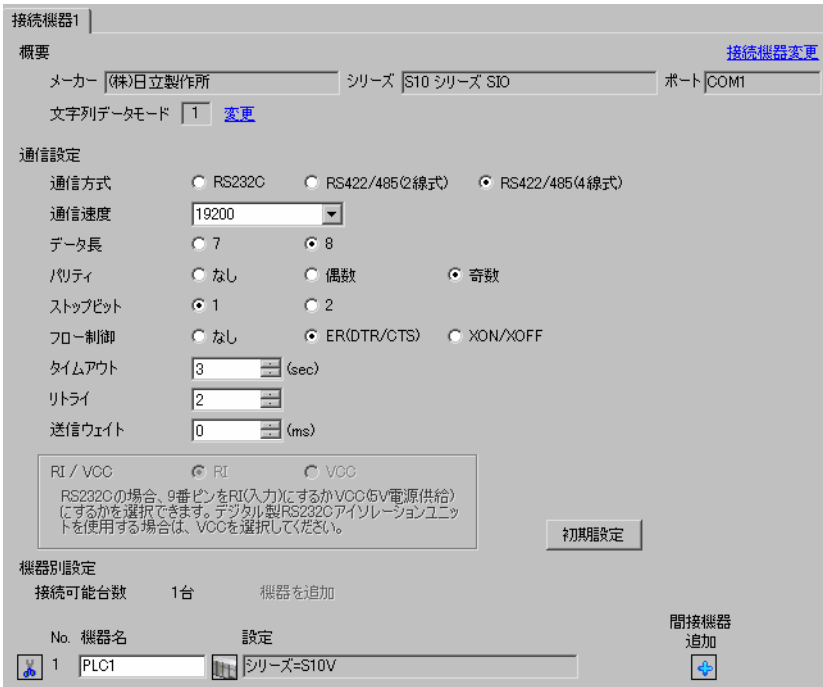 接続機器1
概要 接続機器変更
メーカー (株)日立製作所 シリーズ S10 シリーズ SIO ポート COM1
文字列データモード 1 変更
通信設定
通信方式 RS232C RS422/485(2線式) RS422/485(4線式)
通信速度 19200
データ長 7 8
パリティ なし 偶数 奇数
ストップビット 1 2
フロー制御 なし ER(DTR/CTS) XON/XOFF
タイムアウト 3 (sec)
リトライ 2
送信ウェイト 0 (ms)
RI / VCC RI VCC
RS232Cの場合、9番ピンをRI(入力)にするかVCC(5V電源供給)
にするかを選択できます。デジタル製RS232Cアイソレーションユニッ
トを使用する場合は、VCCを選択してください。
初期設定
機器別設定
接続可能台数 1台 機器を追加
間接機器
追加
No. 機器名 設定
1 PLC1 シリーズ=S10V